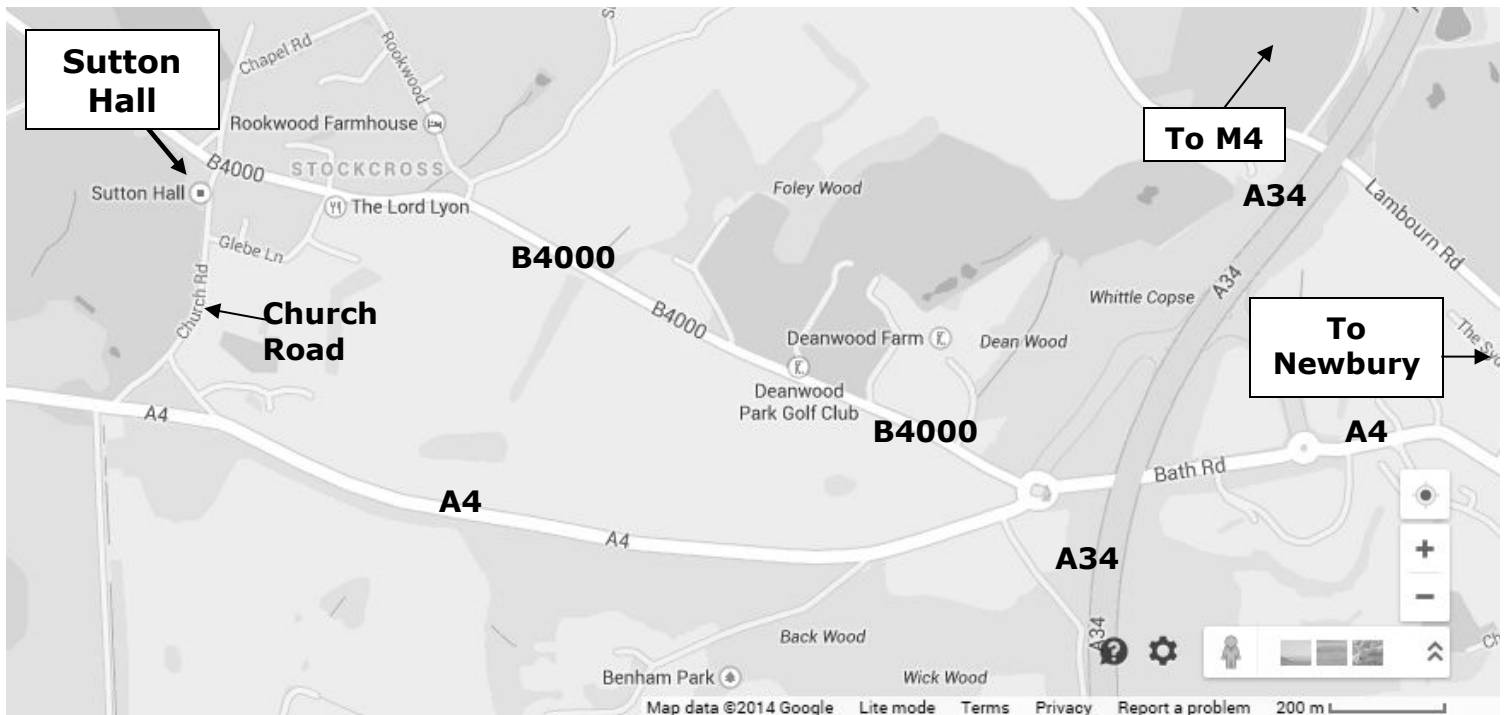 Sutton
Hall
Chapel Rd
Rookwood
Rookwood Farmhouse
B4000
STOCKCROSS
Sutton Hall
The Lord Lyon
Glebe Ln
Church Rd
Church
Road
B4000
B4000
Foley Wood
To M4
A34
Lambourn Rd
A34
Whittle Copse
Deanwood Farm
Dean Wood
To
Newbury
Deanwood
Park Golf Club
B4000
A4
A4
A4
A4
Bath Rd
A34
A34
Back Wood
Benham Park
Wick Wood
Map data ©2014 Google Lite mode Terms Privacy Report a problem 200 m